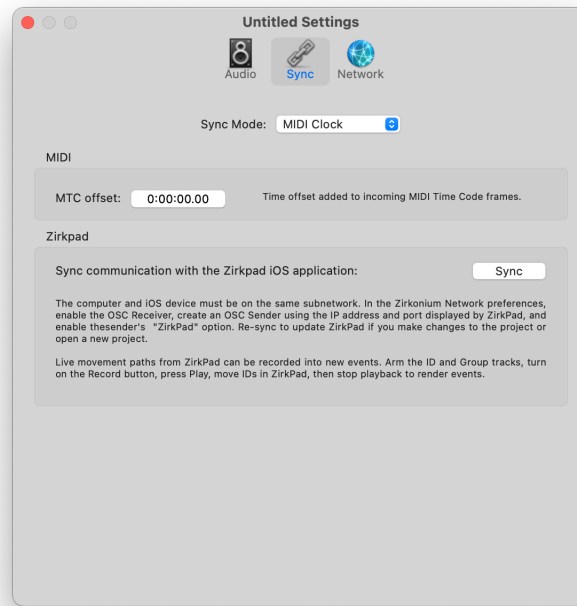 Untitled Settings
Audio
Sync
Network
Sync Mode: MIDI Clock
MIDI
MTC offset: 0:00:00.00 Time offset added to incoming MIDI Time Code frames.
Zirkpad
Sync communication with the Zirkpad iOS application: Sync
The computer and iOS device must be on the same subnetwork. In the Zirkonium Network preferences,
enable the OSC Receiver, create an OSC Sender using the IP address and port displayed by ZirkPad, and
enable thesender's "ZirkPad" option. Re-sync to update ZirkPad if you make changes to the project or
open a new project.
Live movement paths from ZirkPad can be recorded into new events. Arm the ID and Group tracks, turn
on the Record button, press Play, move IDs in ZirkPad, then stop playback to render events.